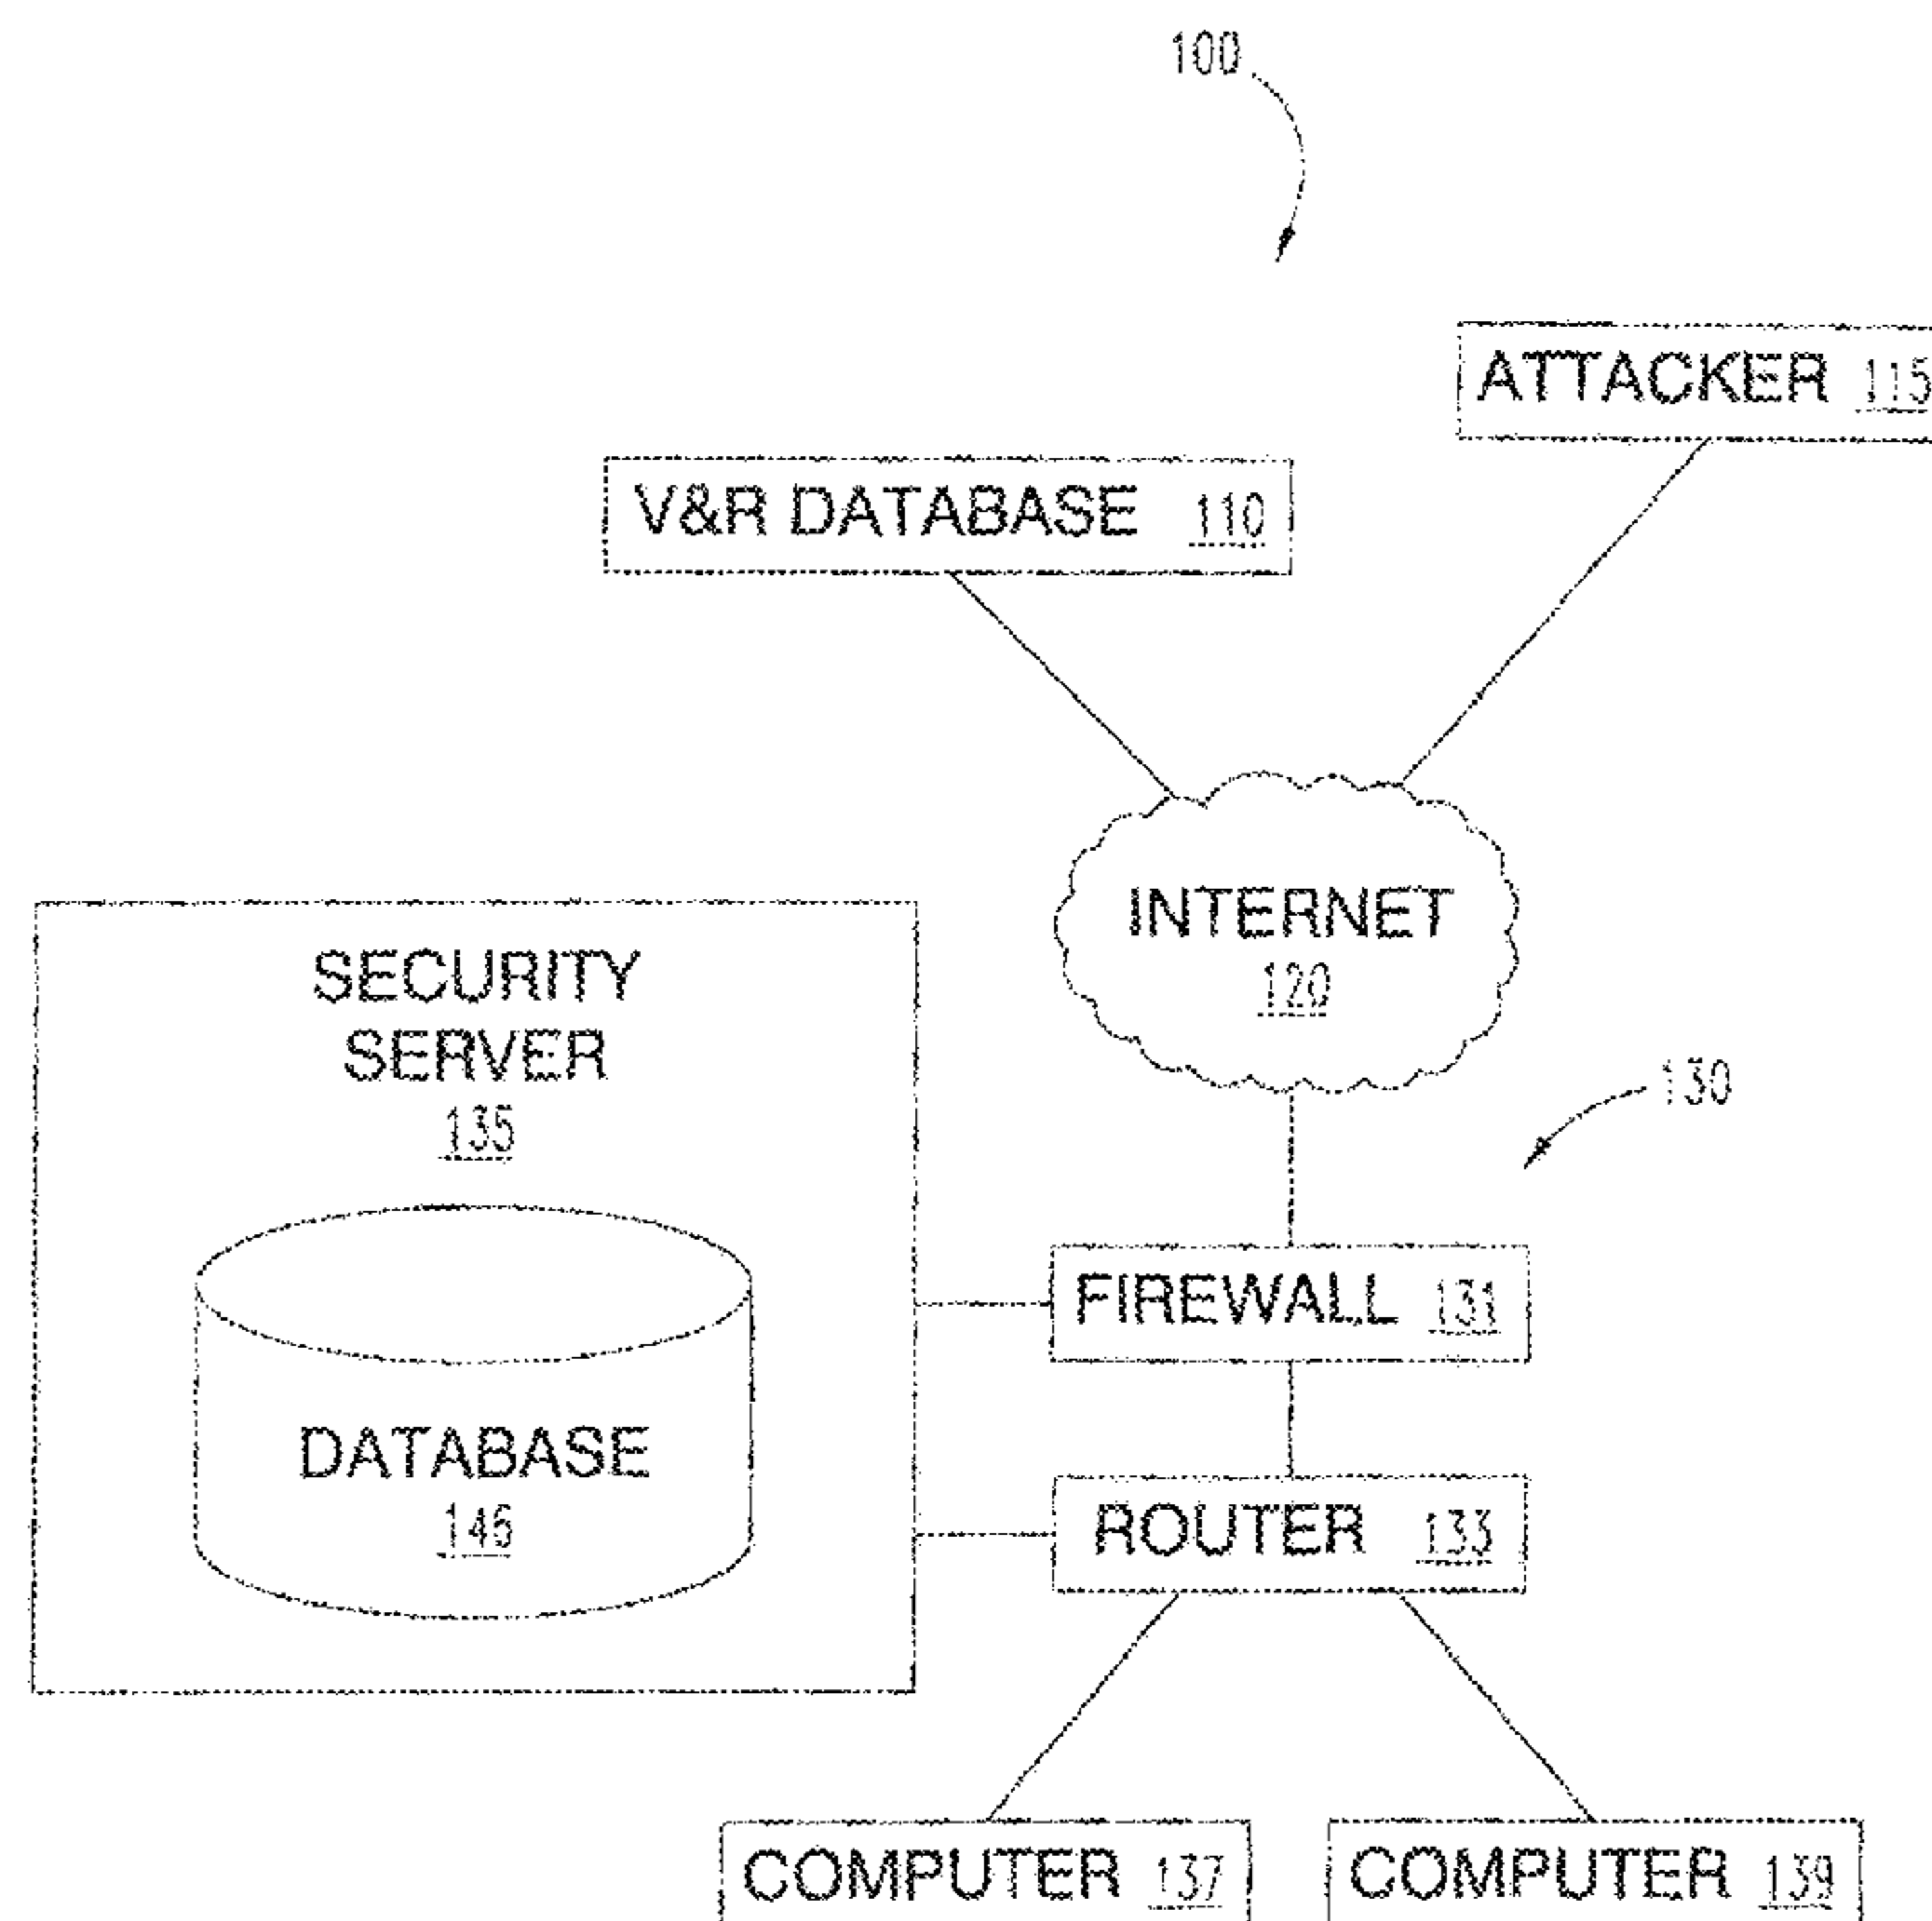 100
ATTACKER 115
V&R DATABASE 110
INTERNET
120
SECURITY
SERVER
135
130
FIREWALL 131
DATABASE
146
ROUTER 133
COMPUTER 137
COMPUTER 139